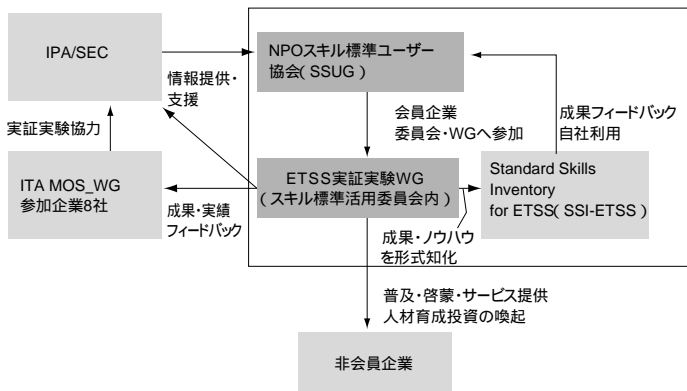 IPA/SEC
NPOスキル標準ユーザー
協会(SSUG)
情報提供・
支援
実証実験協力
会員企業
委員会・WGへ参加
成果フィードバック
自社利用
ITA MOS_WG
参加企業8社
ETSS実証実験WG
(スキル標準活用委員会内)
Standard Skills
Inventory
for ETSS(SSI-ETSS)
成果・実績
フィードバック
成果・ノウハウ
を形式知化
普及・啓蒙・サービス提供
人材育成投資の喚起
非会員企業